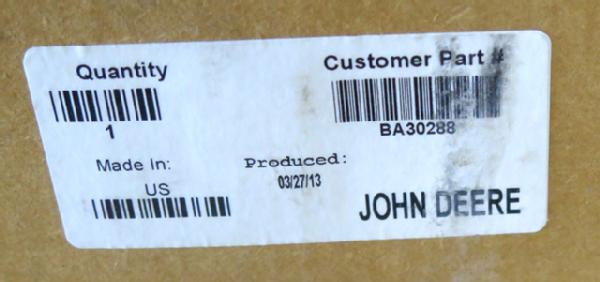 Quantity
Customer Part #
1
BA30288
Made in:
Produced:
US
03/27/13
JOHN DEERE